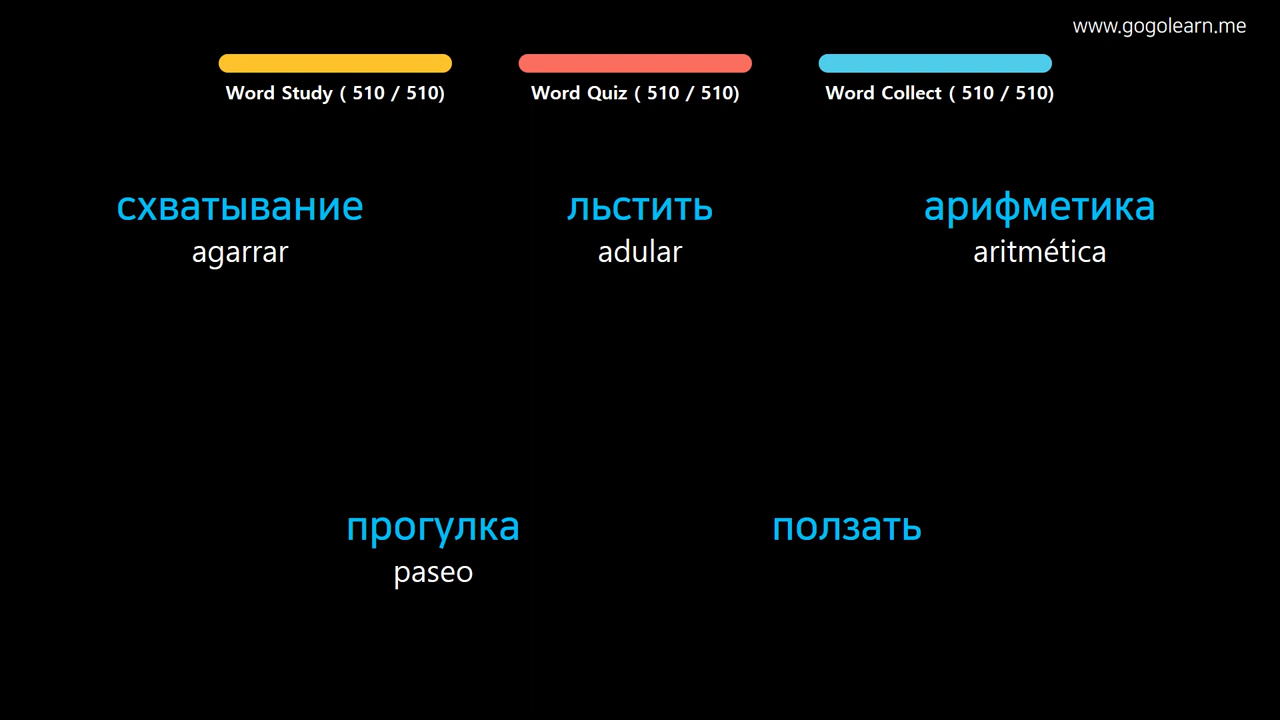 www.gogolearn.me
Word Study ( 510 / 510)
Word Quiz ( 510 / 510)
Word Collect ( 510 / 510)
схватывание
agarrar
льстить
adular
арифметика
aritmética
прогулка
paseo
ползать